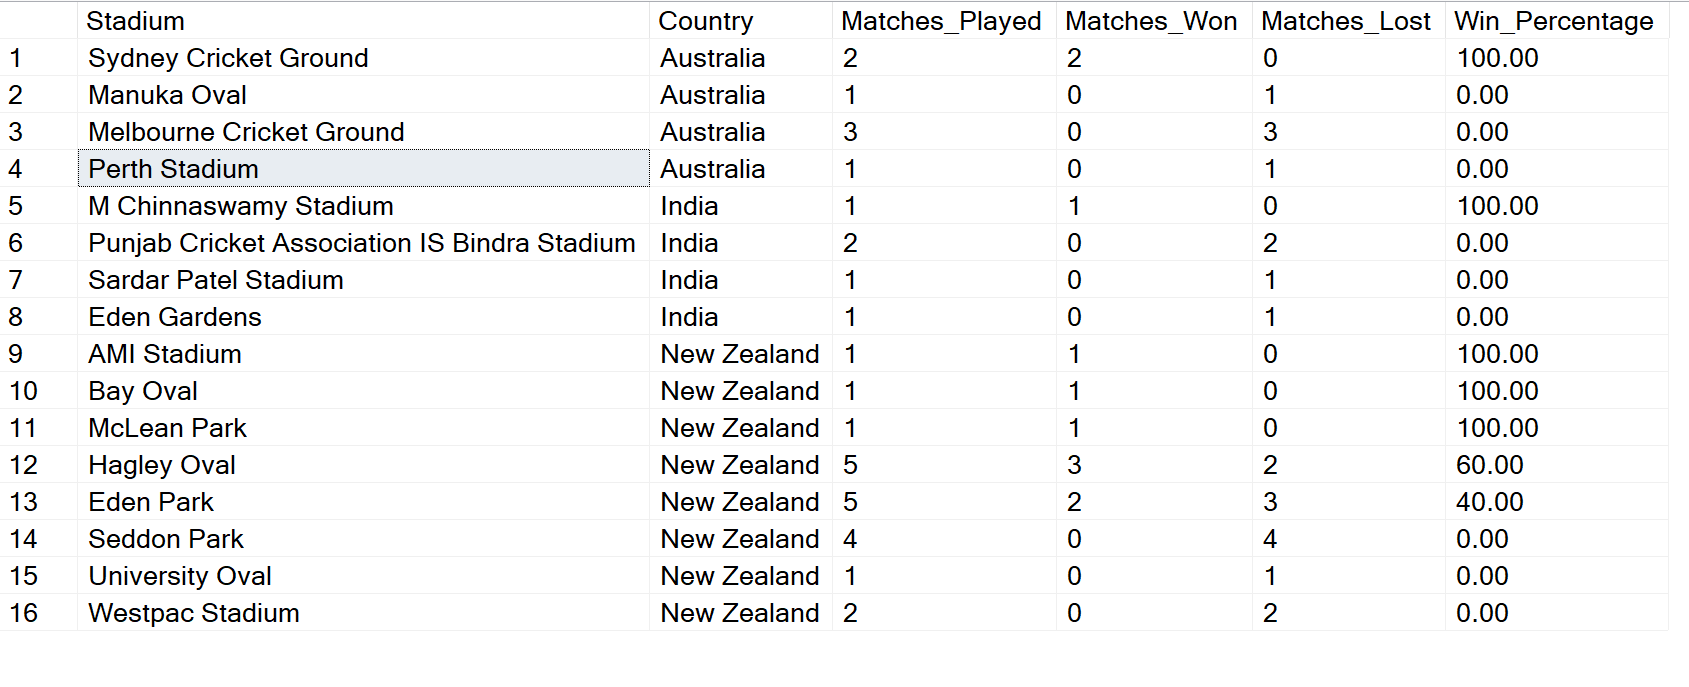 Stadium Country Matches_Played Matches_Won Matches_Lost Win_Percentage
1 Sydney Cricket Ground Australia 2 2 0 100.00
2 Manuka Oval Australia 1 0 1 0.00
3 Melbourne Cricket Ground Australia 3 0 3 0.00
4 Perth Stadium Australia 1 0 1 0.00
5 M Chinnaswamy Stadium India 1 1 0 100.00
6 Punjab Cricket Association IS Bindra Stadium India 2 0 2 0.00
7 Sardar Patel Stadium India 1 0 1 0.00
8 Eden Gardens India 1 0 1 0.00
9 AMI Stadium New Zealand 1 1 0 100.00
10 Bay Oval New Zealand 1 1 0 100.00
11 McLean Park New Zealand 1 1 0 100.00
12 Hagley Oval New Zealand 5 3 2 60.00
13 Eden Park New Zealand 5 2 3 40.00
14 Seddon Park New Zealand 4 0 4 0.00
15 University Oval New Zealand 1 0 1 0.00
16 Westpac Stadium New Zealand 2 0 2 0.00